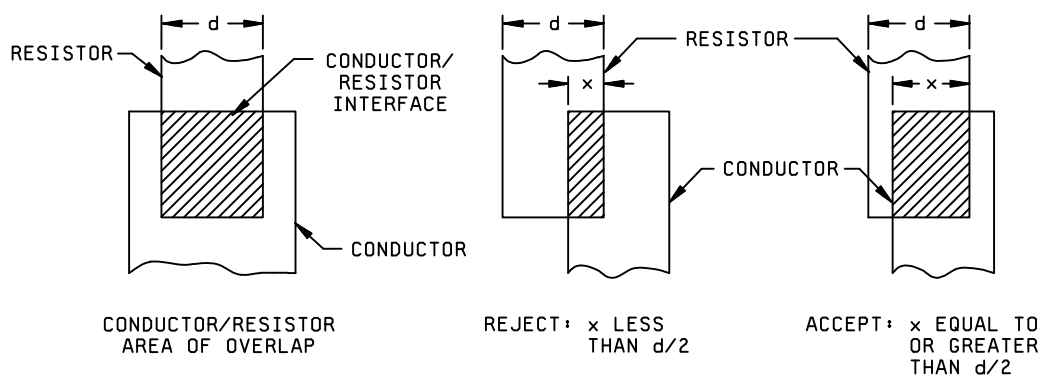 d
RESISTOR
CONDUCTOR/
RESISTOR
INTERFACE
CONDUCTOR
CONDUCTOR/RESISTOR
AREA OF OVERLAP
d
x
RESISTOR
CONDUCTOR
REJECT: x LESS
THAN d/2
d
x
ACCEPT: x EQUAL TO
OR GREATER
THAN d/2